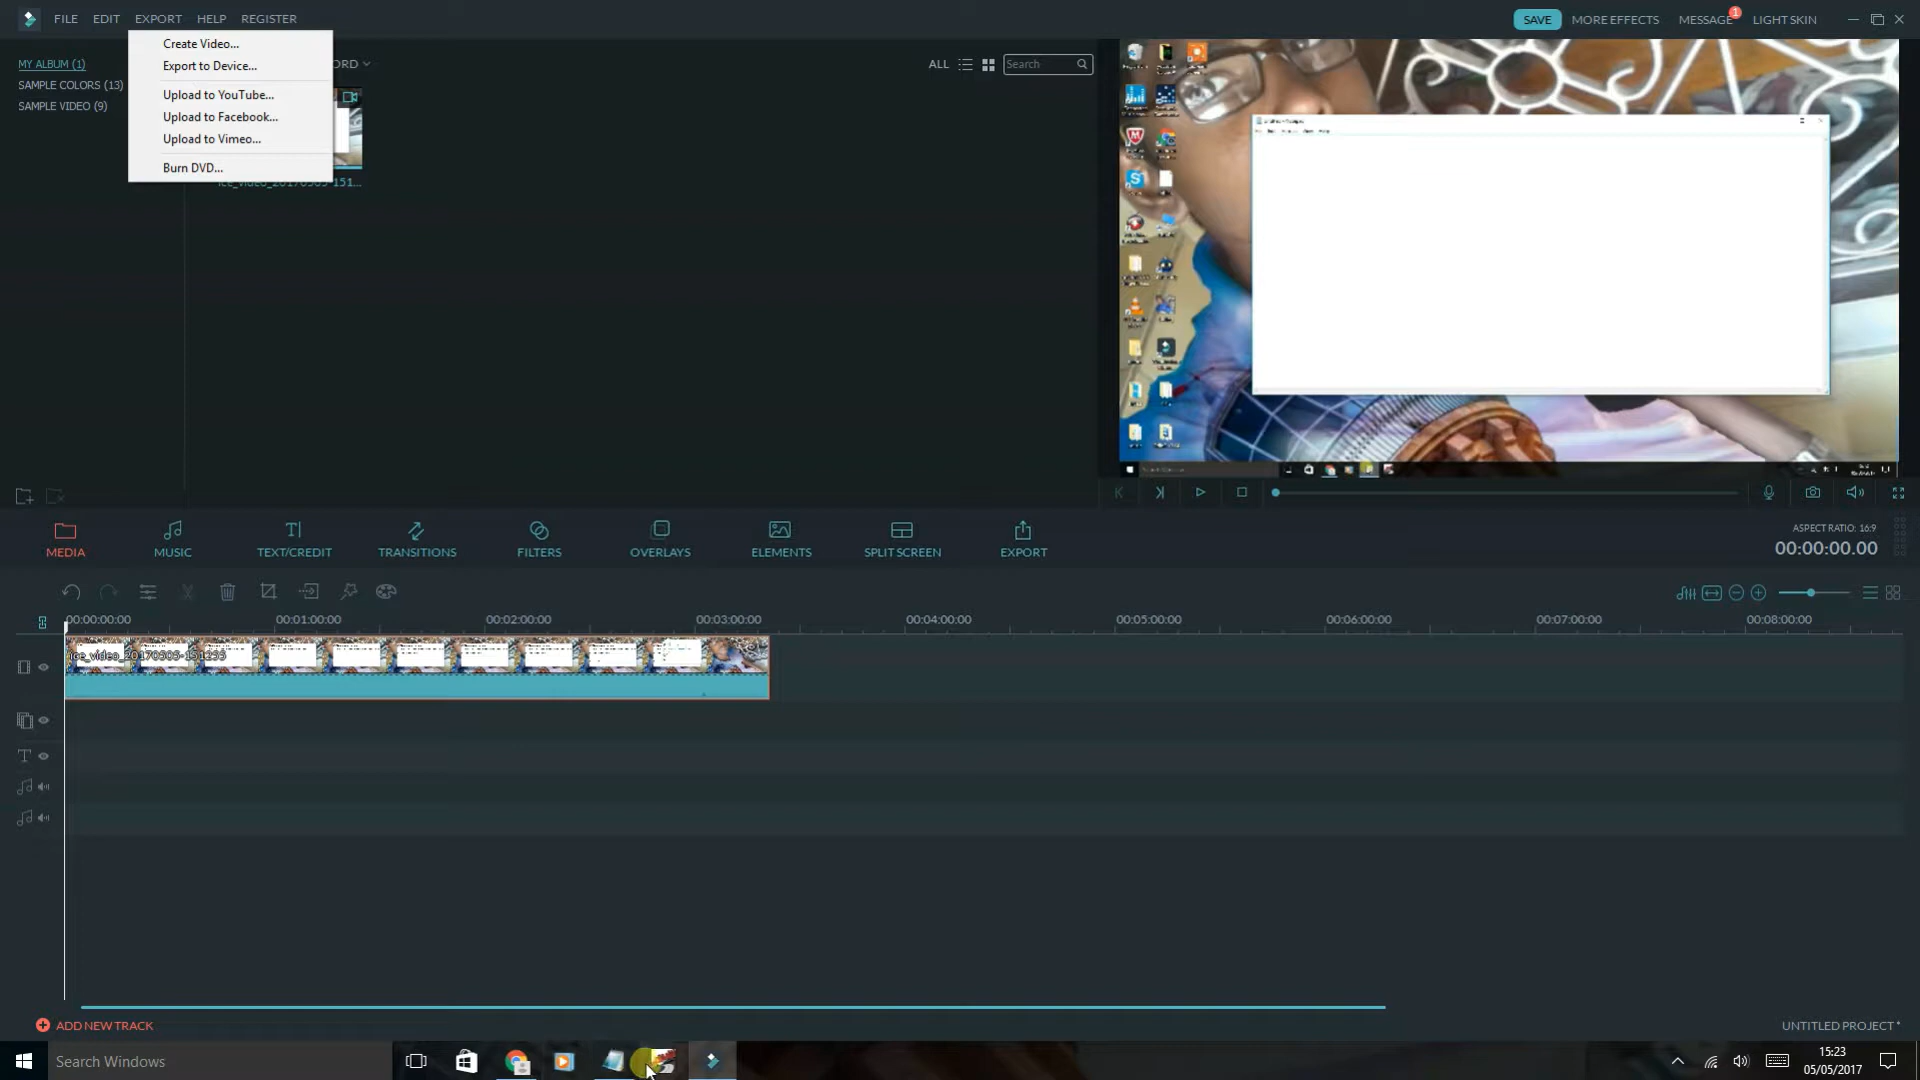 FILE EDIT EXPORT HELP REGISTER
SAVE MORE EFFECTS MESSAGE 1 LIGHT SKIN
Create Video...
Export to Device...
Upload to YouTube...
Upload to Facebook...
Upload to Vimeo...
Burn DVD...
MY ALBUM (1)
SAMPLE COLORS (13)
SAMPLE VIDEO (9)
ORD
ALL Search
MEDIA MUSIC TEXT/CREDIT TRANSITIONS FILTERS OVERLAYS ELEMENTS SPLIT SCREEN EXPORT
ASPECT RATIO: 16:9
00:00:00.00
00:00:00:00 00:01:00:00 00:02:00:00 00:03:00:00 00:04:00:00 00:05:00:00 00:06:00:00 00:07:00:00 00:08:00:00
ADD NEW TRACK
UNTITLED PROJECT *
Search Windows
15:23
05/05/2017